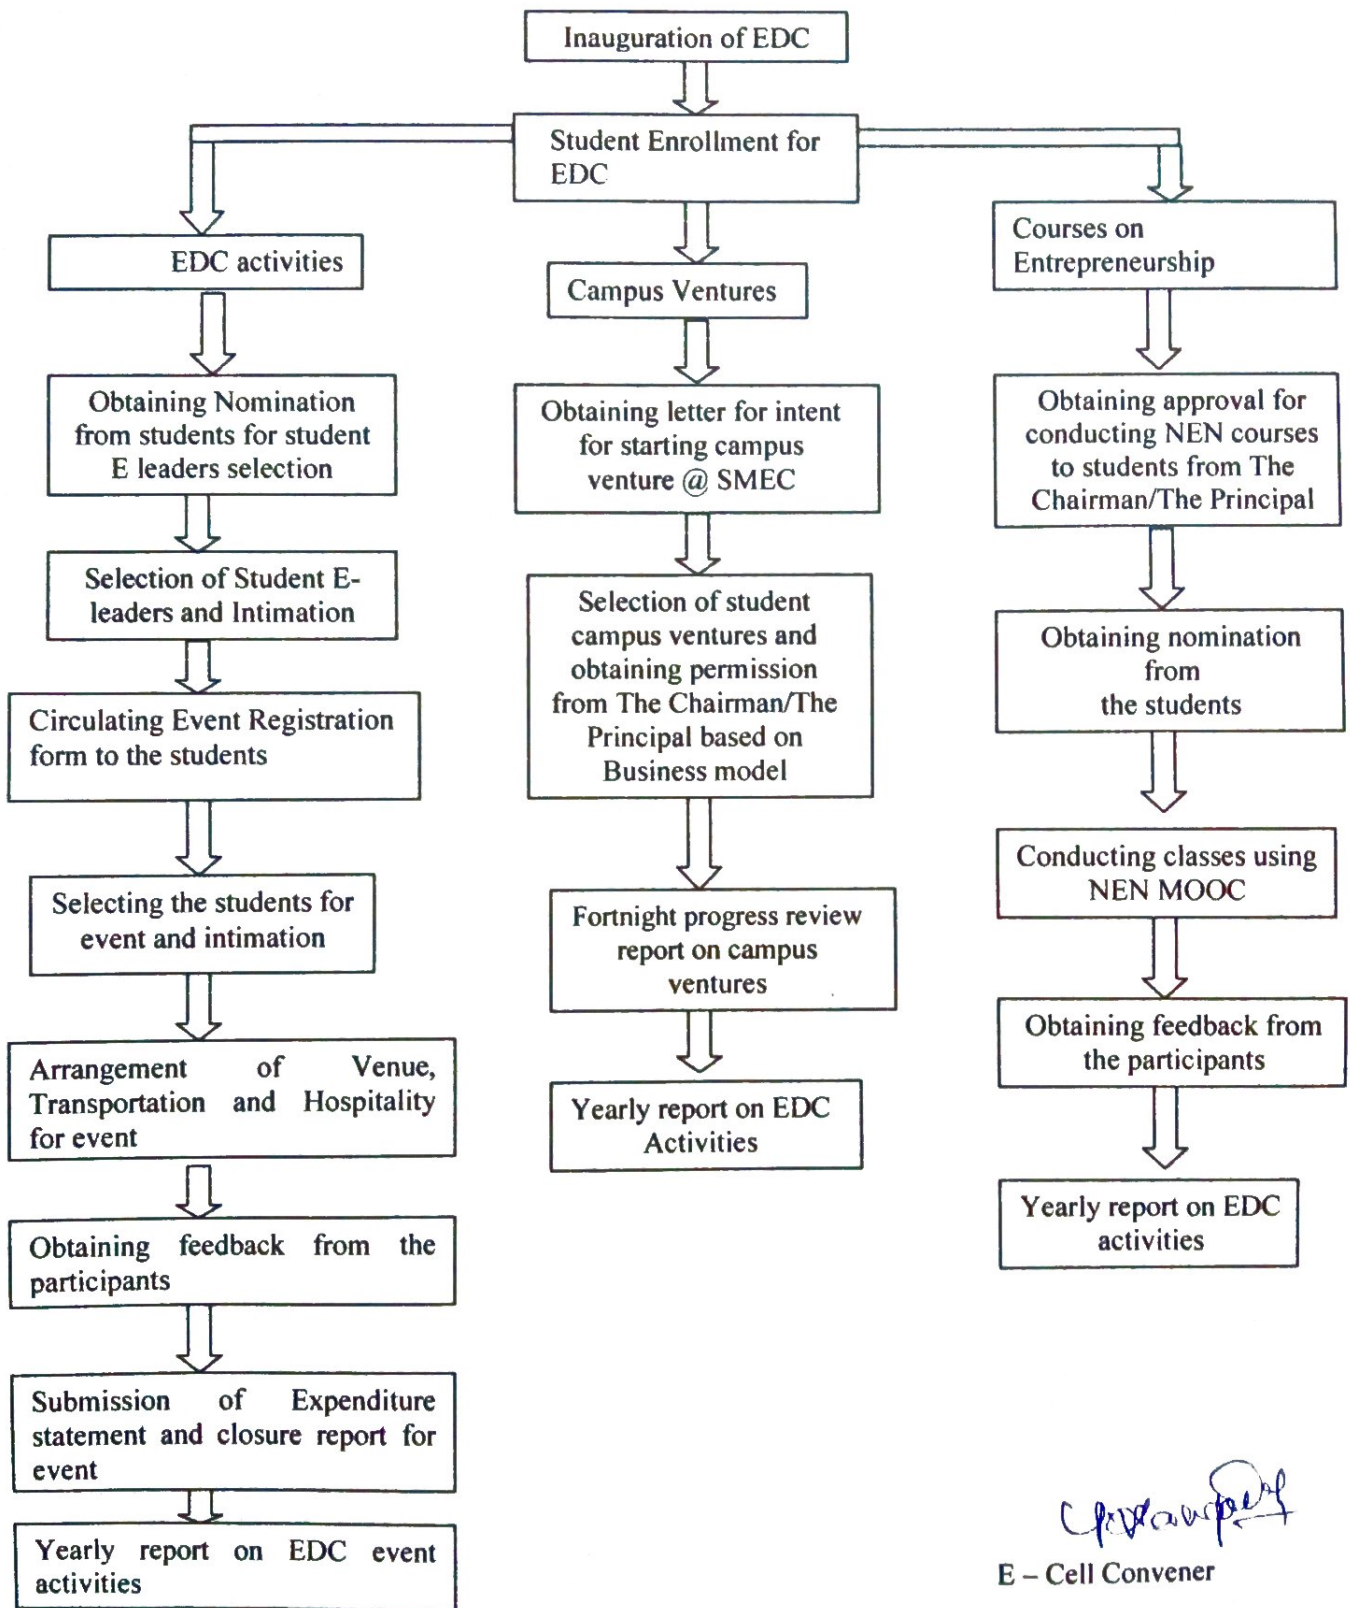 Inauguration of EDC
Student Enrollment for
EDC
EDC activities
Obtaining Nomination
from students for student
E leaders selection
Selection of Student E-
leaders and Intimation
Circulating Event Registration
form to the students
Selecting the students for
event and intimation
Arrangement of Venue,
Transportation and Hospitality
for event
Obtaining feedback from the
participants
Submission of Expenditure
statement and closure report for
event
Yearly report on EDC event
activities
Campus Ventures
Obtaining letter for intent
for starting campus
venture @ SMEC
Selection of student
campus ventures and
obtaining permission
from The Chairman/The
Principal based on
Business model
Fortnight progress review
report on campus
ventures
Yearly report on EDC
Activities
Courses on
Entrepreneurship
Obtaining approval for
conducting NEN courses
to students from The
Chairman/The Principal
Obtaining nomination
from
the students
Conducting classes using
NEN MOOC
Obtaining feedback from
the participants
Yearly report on EDC
activities
E – Cell Convener